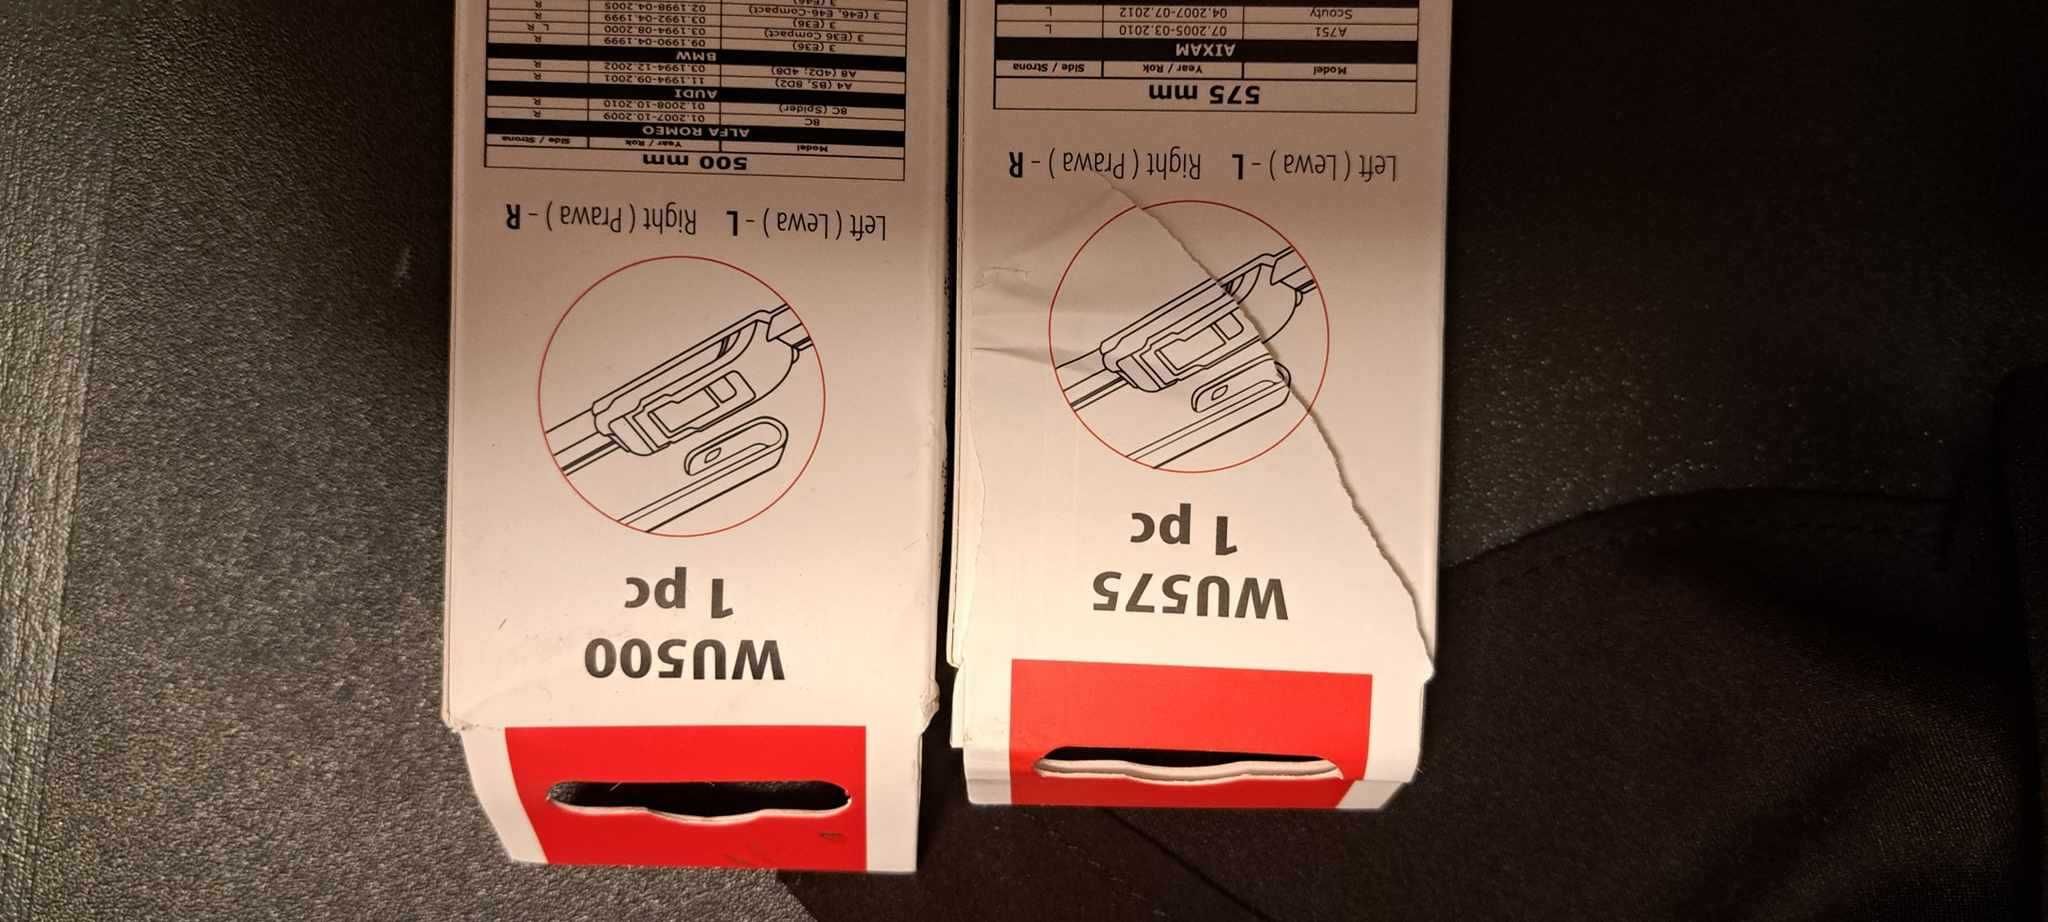 WU575
1 pc
Left ( Lewa ) - L Right ( Prawa ) - R
575 mm
Model Year / Rok Side / Strona
AIXAM
A751 07.2005-03.2010 L
Scouty 04.2007-07.2012 L
WU500
1 pc
Left ( Lewa ) - L Right ( Prawa ) - R
500 mm
Model Year / Rok Side / Strona
ALFA ROMEO
8C 01.2007-10.2009 R
8C (Spider) 01.2008-10.2010 R
AUDI
A4 (B5, 8D2) 11.1994-09.2001 R
A8 (4D2; 4D8) 03.1994-12.2002 R
BMW
3 (E36) 09.1990-04.1999 R
3 (E36 Compact) 03.1994-08.2000 L R
3 (E36) 03.1992-04.1999 R
3 (E46, E46-Compact) 02.1998-04.2005 R